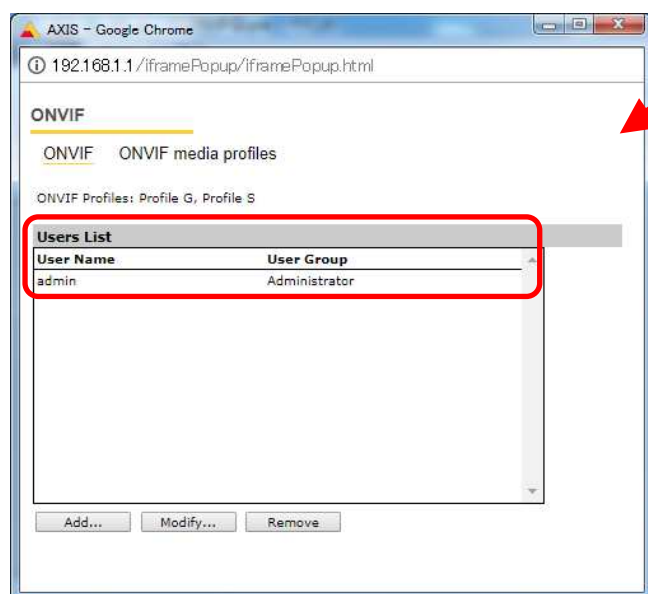 AXIS - Google Chrome
192.168.1.1/iframePopup/iframePopup.html
ONVIF
ONVIF ONVIF media profiles
ONVIF Profiles: Profile G, Profile S
Users List
User Name User Group
admin Administrator
Add... Modify... Remove